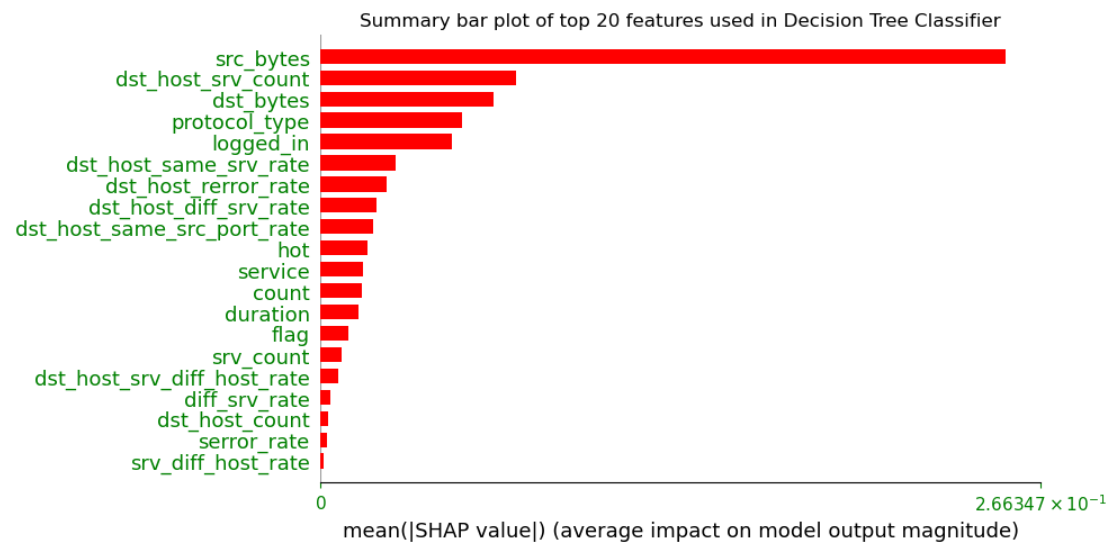 Summary bar plot of top 20 features used in Decision Tree Classifier
src_bytes
dst_host_srv_count
dst_bytes
protocol_type
logged_in
dst_host_same_srv_rate
dst_host_rerror_rate
dst_host_diff_srv_rate
dst_host_same_src_port_rate
hot
service
count
duration
flag
srv_count
dst_host_srv_diff_host_rate
diff_srv_rate
dst_host_count
serror_rate
srv_diff_host_rate
0 2.66347 × 10⁻¹
mean(|SHAP value|) (average impact on model output magnitude)